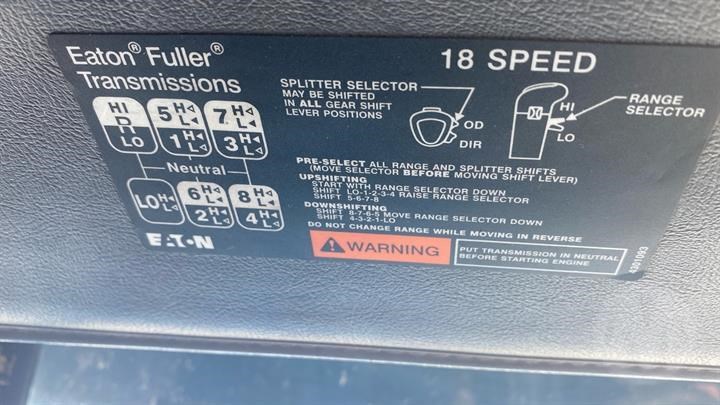 Eaton® Fuller®
Transmissions
18 SPEED
HI
R
LO
5 H L
1 H L
7 H L
3 H L
Neutral
LO H L
6 H L
2 H L
8 H L
4 H L
EATON
SPLITTER SELECTOR
MAY BE SHIFTED
IN ALL GEAR SHIFT
LEVER POSITIONS
OD
DIR
HI
LO
RANGE
SELECTOR
PRE-SELECT ALL RANGE AND SPLITTER SHIFTS
(MOVE SELECTOR BEFORE MOVING SHIFT LEVER)
UPSHIFTING
START WITH RANGE SELECTOR DOWN
SHIFT LO-1-2-3-4 RAISE RANGE SELECTOR
SHIFT 5-6-7-8
DOWNSHIFTING
SHIFT 8-7-6-5 MOVE RANGE SELECTOR DOWN
SHIFT 4-3-2-1-LO
DO NOT CHANGE RANGE WHILE MOVING IN REVERSE
WARNING
PUT TRANSMISSION IN NEUTRAL
BEFORE STARTING ENGINE
4301093